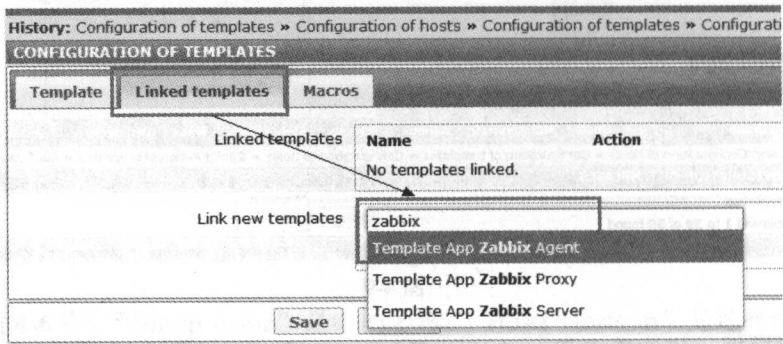 History: Configuration of templates » Configuration of hosts » Configuration of templates » Configurati
CONFIGURATION OF TEMPLATES
Template Linked templates Macros
Linked templates Name Action
No templates linked.
Link new templates zabbix
Template App Zabbix Agent
Template App Zabbix Proxy
Template App Zabbix Server
Save